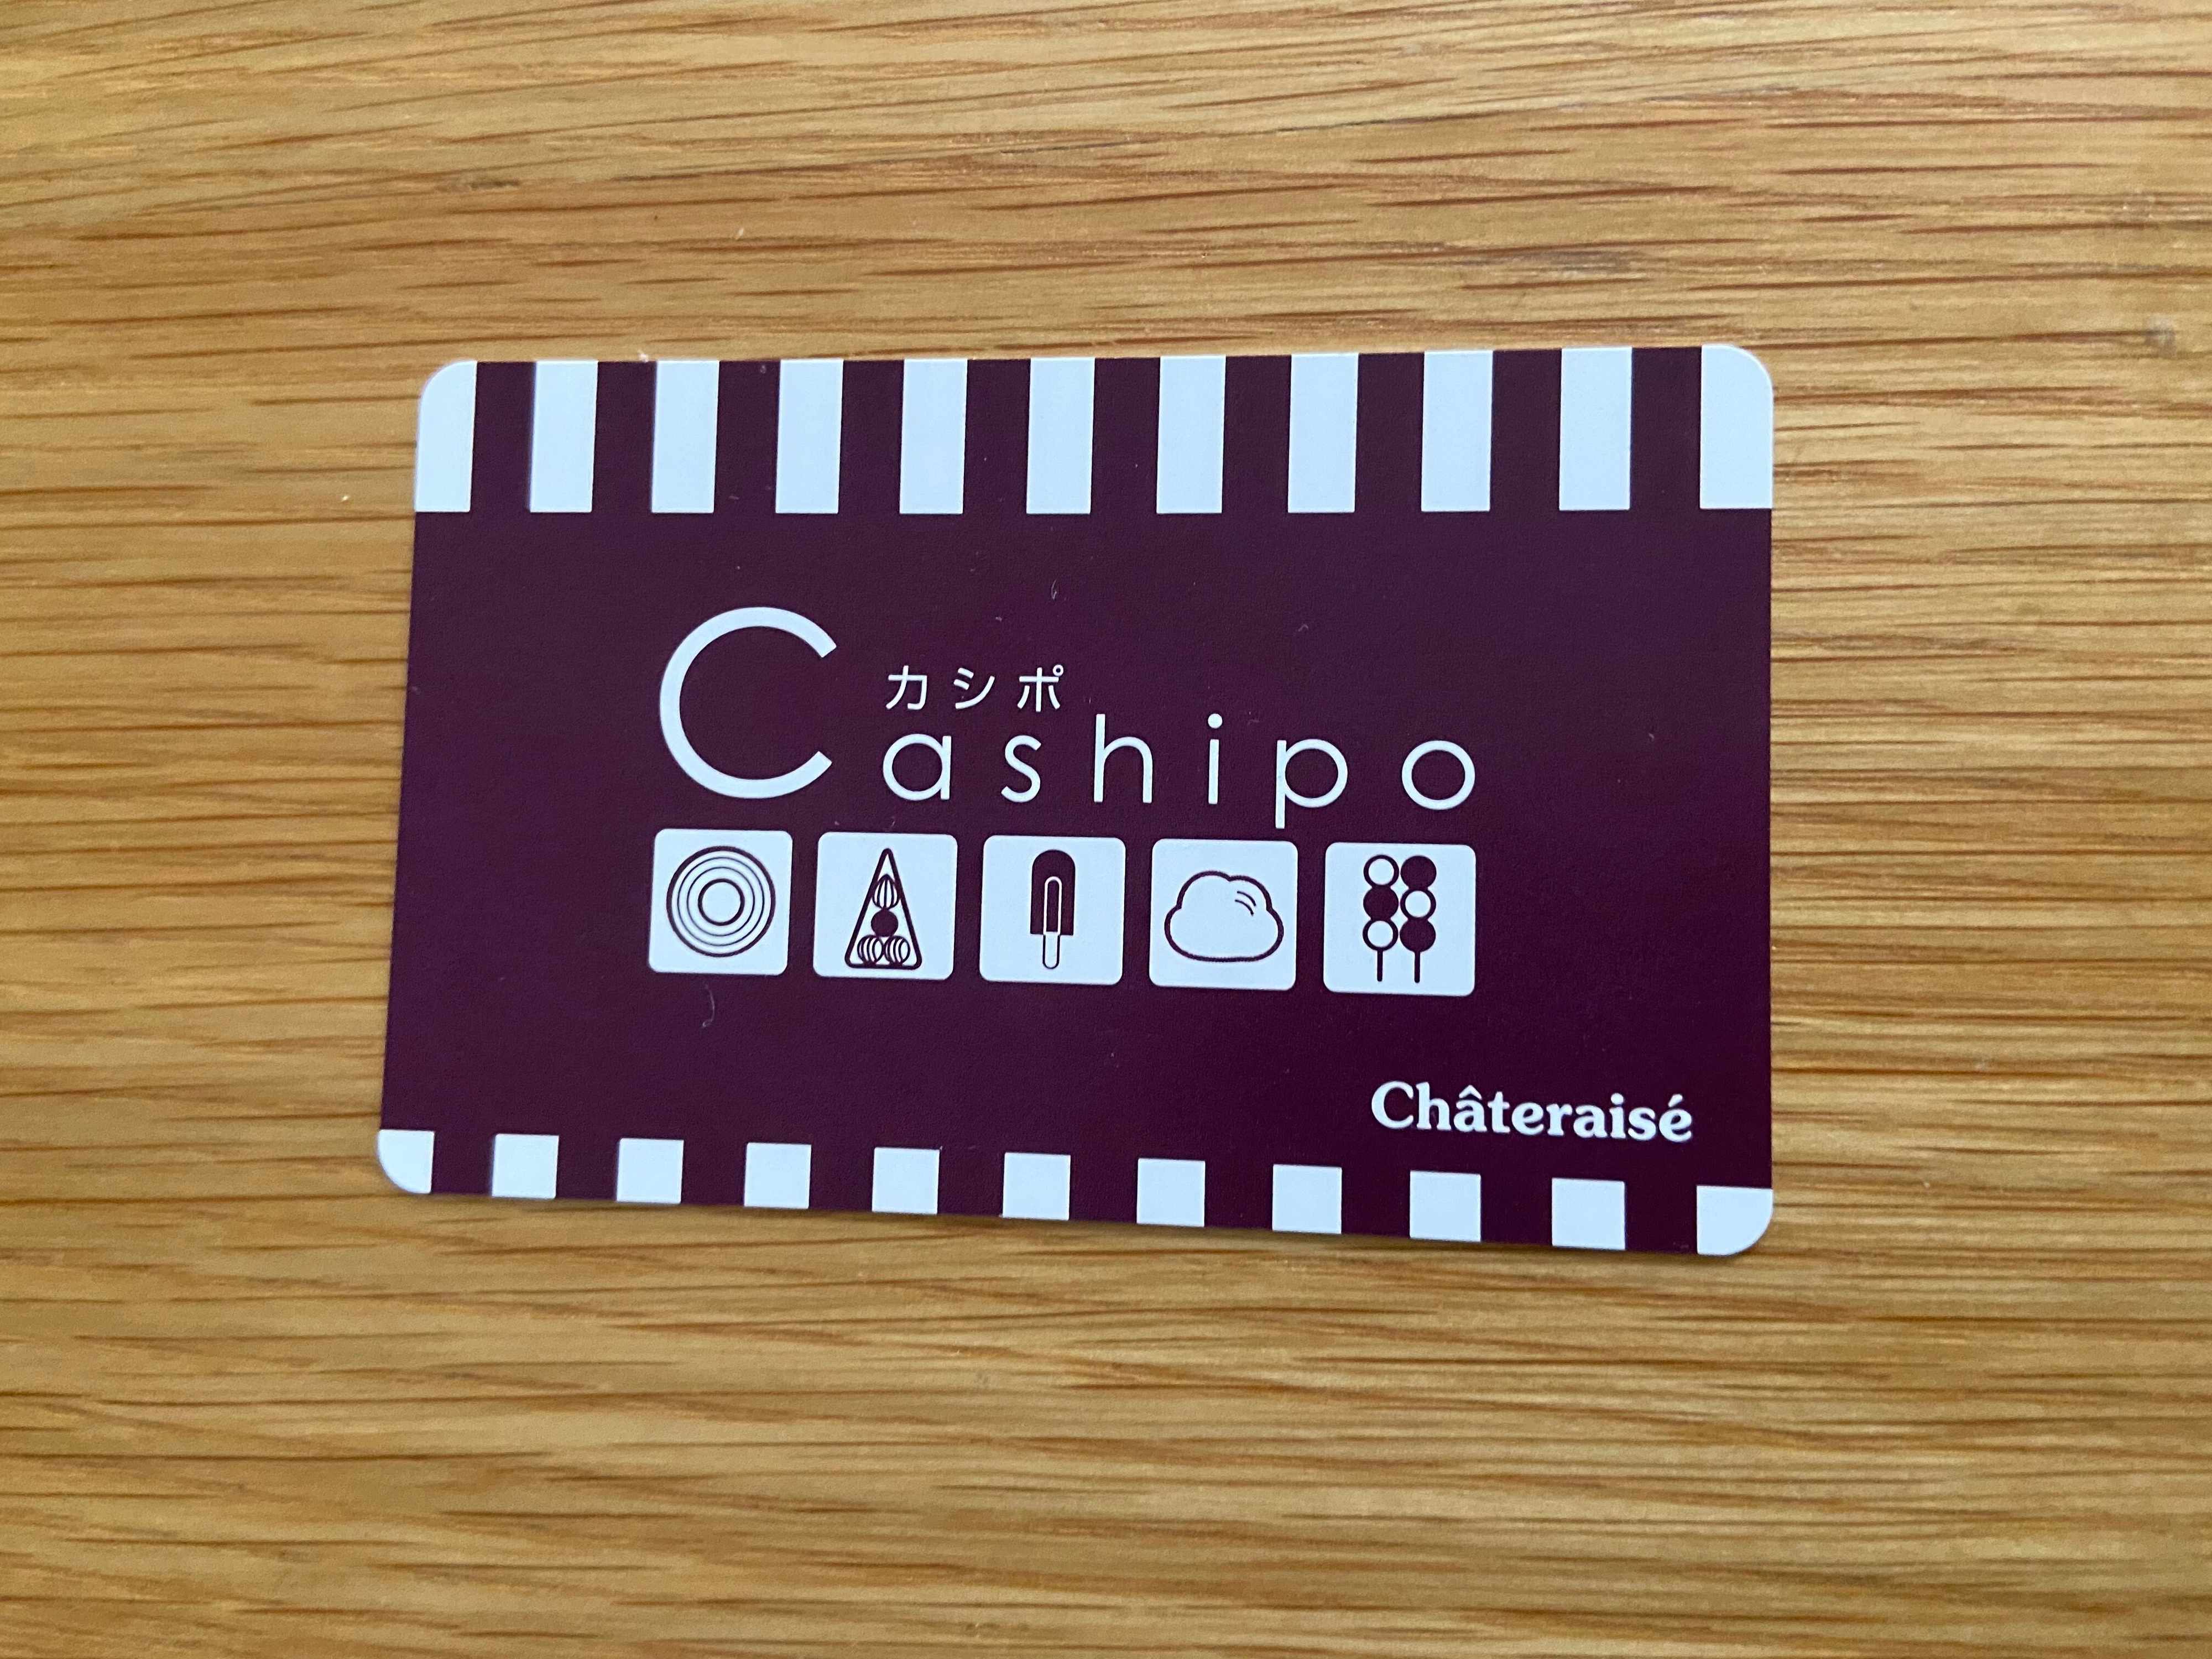 カシポ
Cashipo
Châteraisé